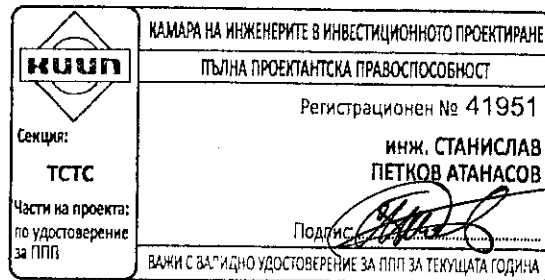 КАМАРА НА ИНЖЕНЕРИТЕ В ИНВЕСТИЦИОННОТО ПРОЕКТИРАНЕ
КИИП
ПЪЛНА ПРОЕКТАНТСКА ПРАВОСПОСОБНОСТ
Регистрационен № 41951
Секция:
ТСТС
инж. СТАНИСЛАВ
ПЕТКОВ АТАНАСОВ
Части на проекта:
по удостоверение
за ППП
Подпис
ВАЖИ С ВАЛИДНО УДОСТОВЕРЕНИЕ ЗА ППП ЗА ТЕКУЩАТА ГОДИНА